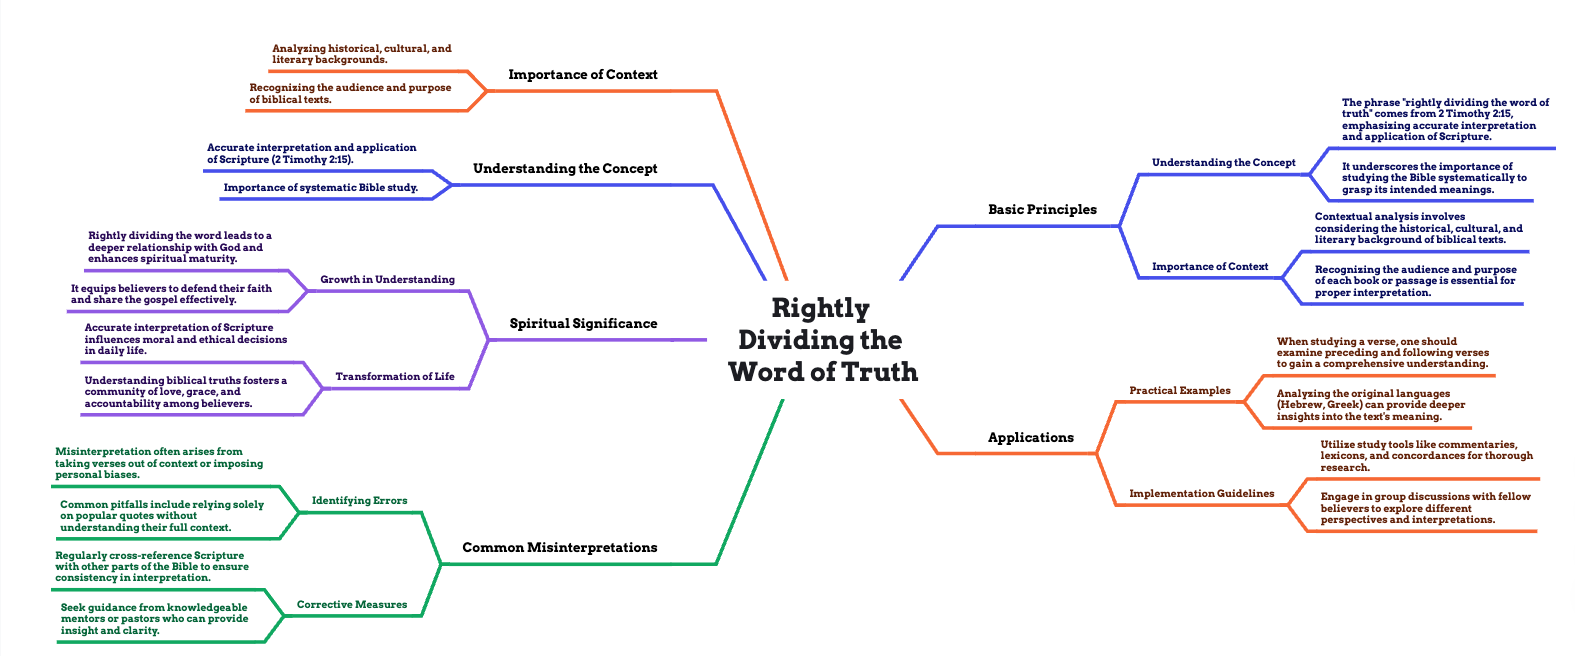 Rightly
Dividing the
Word of Truth
Basic Principles
Understanding the Concept
The phrase "rightly dividing the word of
truth" comes from 2 Timothy 2:15,
emphasizing accurate interpretation
and application of Scripture.
It underscores the importance of
studying the Bible systematically to
grasp its intended meanings.
Importance of Context
Contextual analysis involves
considering the historical, cultural, and
literary background of biblical texts.
Recognizing the audience and purpose
of each book or passage is essential for
proper interpretation.
Applications
Practical Examples
When studying a verse, one should
examine preceding and following verses
to gain a comprehensive understanding.
Analyzing the original languages
(Hebrew, Greek) can provide deeper
insights into the text's meaning.
Implementation Guidelines
Utilize study tools like commentaries,
lexicons, and concordances for thorough
research.
Engage in group discussions with fellow
believers to explore different
perspectives and interpretations.
Importance of Context
Analyzing historical, cultural, and
literary backgrounds.
Recognizing the audience and purpose
of biblical texts.
Understanding the Concept
Accurate interpretation and application
of Scripture (2 Timothy 2:15).
Importance of systematic Bible study.
Spiritual Significance
Growth in Understanding
Rightly dividing the word leads to a
deeper relationship with God and
enhances spiritual maturity.
It equips believers to defend their faith
and share the gospel effectively.
Transformation of Life
Accurate interpretation of Scripture
influences moral and ethical decisions
in daily life.
Understanding biblical truths fosters a
community of love, grace, and
accountability among believers.
Common Misinterpretations
Identifying Errors
Misinterpretation often arises from
taking verses out of context or imposing
personal biases.
Common pitfalls include relying solely
on popular quotes without
understanding their full context.
Corrective Measures
Regularly cross-reference Scripture
with other parts of the Bible to ensure
consistency in interpretation.
Seek guidance from knowledgeable
mentors or pastors who can provide
insight and clarity.